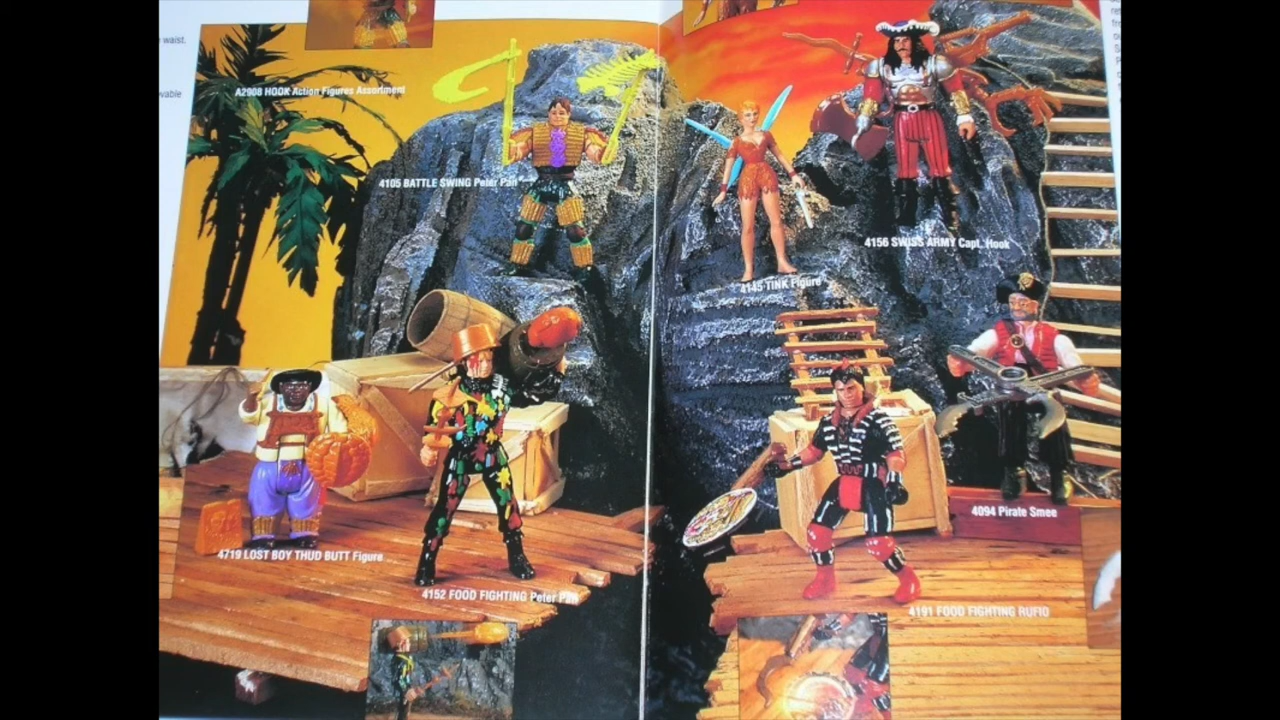 waist.
A2908 HOOK Action Figures Assortment
4105 BATTLE SWING Peter Pan
4156 SWISS ARMY Capt. Hook
4145 TINK Figure
4094 Pirate Smee
4719 LOST BOY THUD BUTT Figure
4152 FOOD FIGHTING Peter Pan
4191 FOOD FIGHTING RUFIO